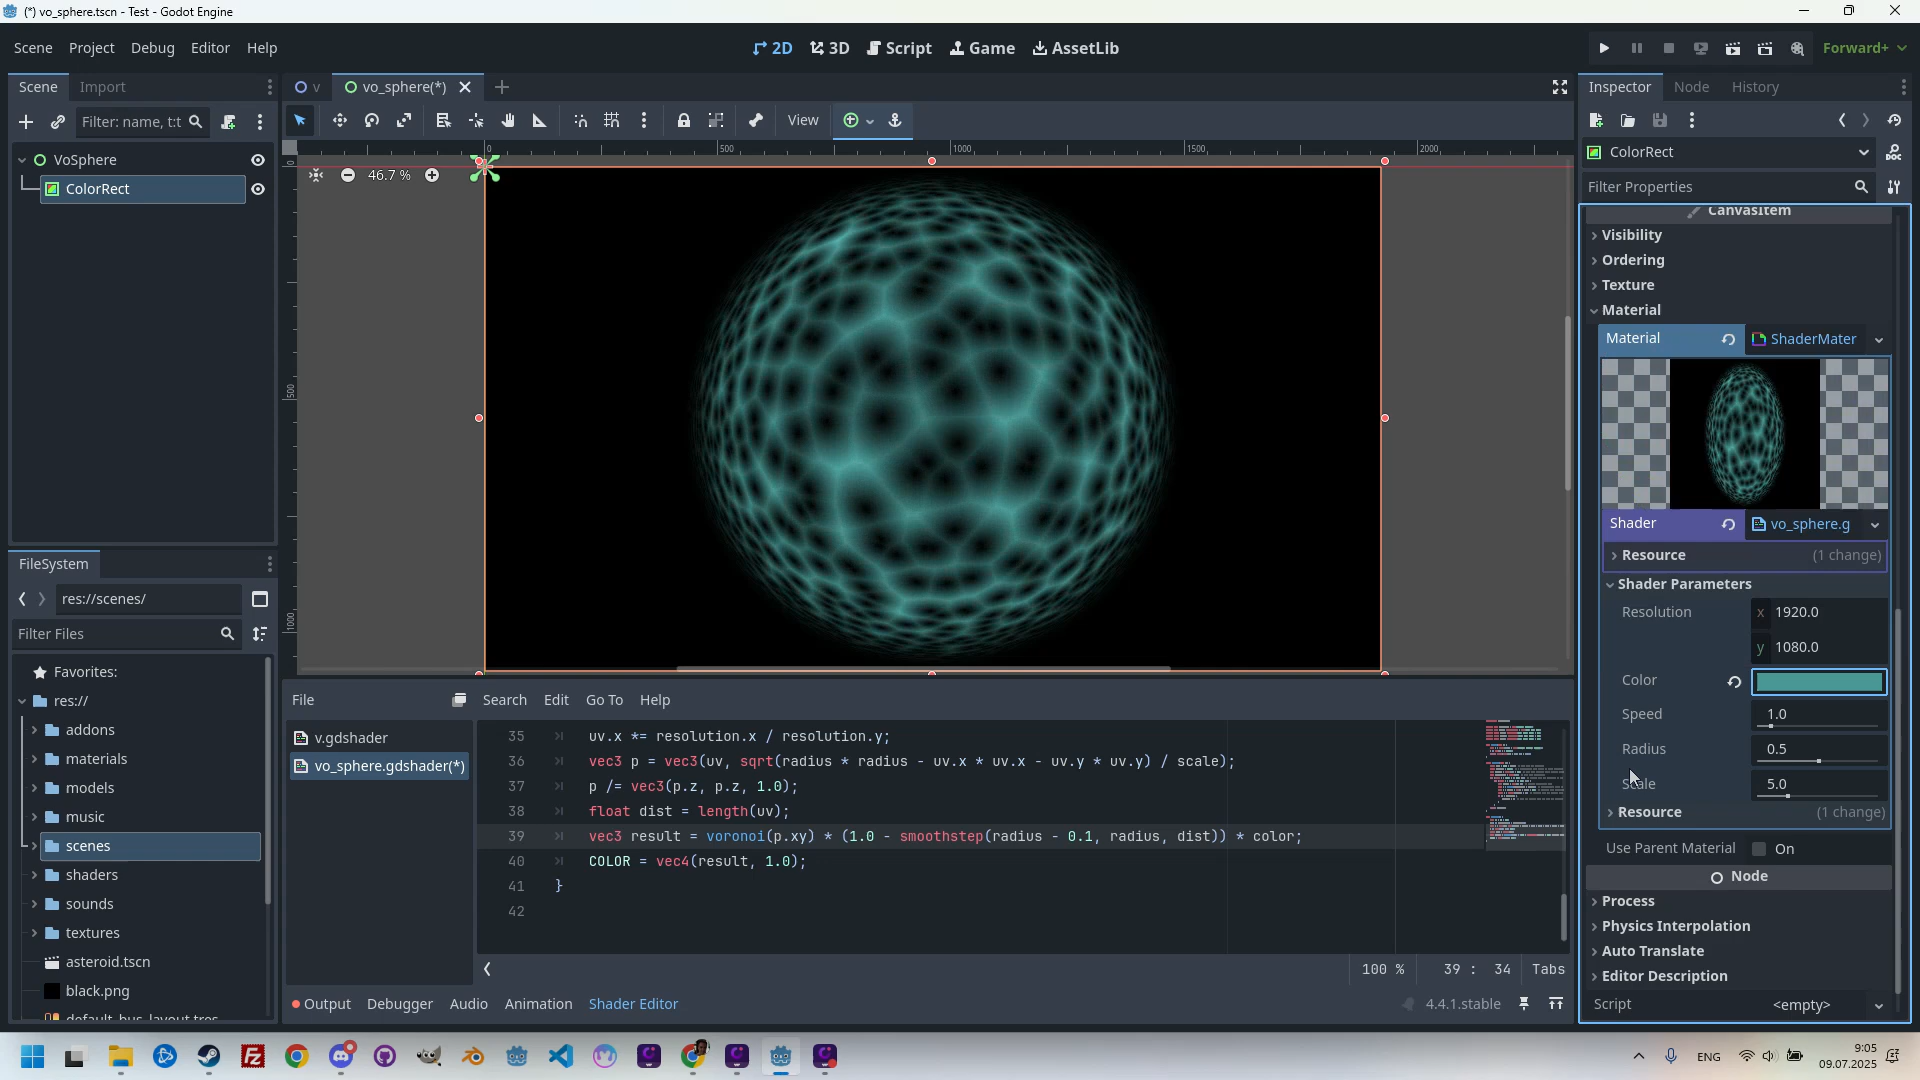 (*) vo_sphere.tscn - Test - Godot Engine
Scene Project Debug Editor Help
2D 3D Script Game AssetLib
Forward+
Scene Import
Filter: name, t:t
VoSphere
ColorRect
FileSystem
res://scenes/
Filter Files
Favorites:
res://
addons
materials
models
music
scenes
shaders
sounds
textures
asteroid.tscn
black.png
default_bus_layout.tres
v vo_sphere(*)
View
0 500 1000 1500 2000
0
500
1000
46.7 %
File Search Edit Go To Help
v.gdshader
vo_sphere.gdshader(*)
35 uv.x *= resolution.x / resolution.y;
36 vec3 p = vec3(uv, sqrt(radius * radius - uv.x * uv.x - uv.y * uv.y) / scale);
37 p /= vec3(p.z, p.z, 1.0);
38 float dist = length(uv);
39 vec3 result = voronoi(p.xy) * (1.0 - smoothstep(radius - 0.1, radius, dist)) * color;
40 COLOR = vec4(result, 1.0);
41 }
42
100 % 39 : 34 Tabs
Output Debugger Audio Animation Shader Editor
4.4.1.stable
Inspector Node History
ColorRect
DOC
Filter Properties
CanvasItem
Visibility
Ordering
Texture
Material
Material ShaderMater
Shader vo_sphere.g
Resource (1 change)
Shader Parameters
Resolution x 1920.0
y 1080.0
Color
Speed 1.0
Radius 0.5
Scale 5.0
Resource (1 change)
Use Parent Material On
Node
Process
Physics Interpolation
Auto Translate
Editor Description
Script <empty>
ENG
9:05
09.07.2025